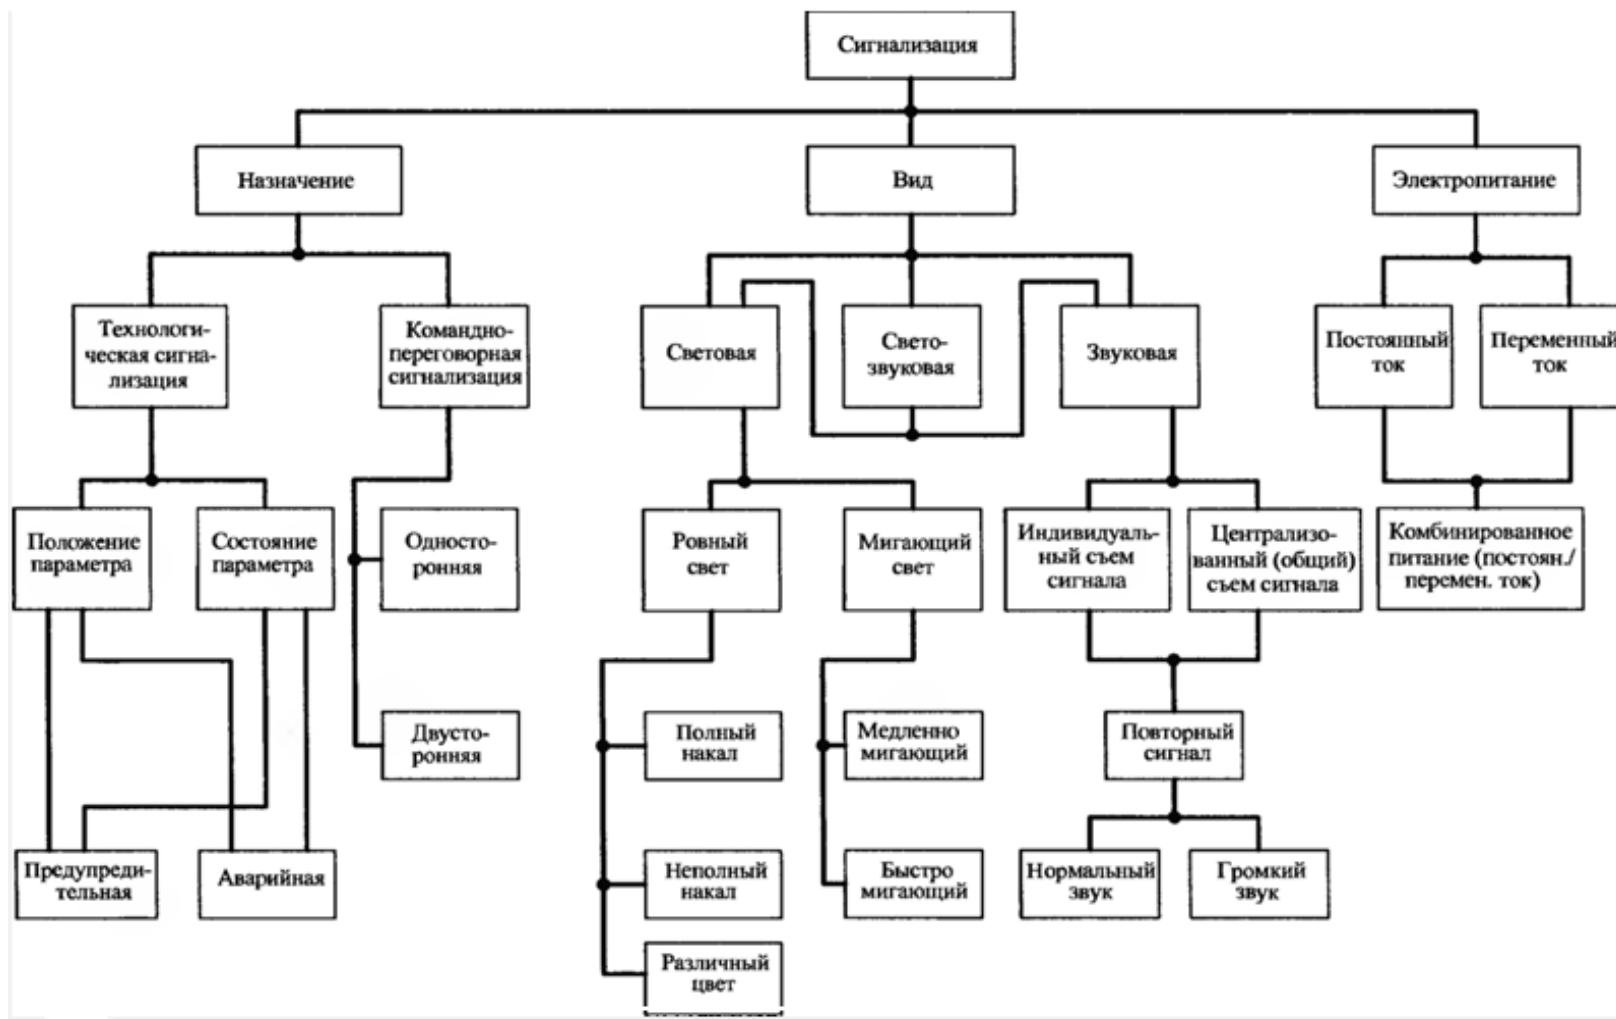 Сигнализация
Назначение
Вид
Электропитание
Технологи-
ческая сигна-
лизация
Командно-
переговорная
сигнализация
Световая
Свето-
звуковая
Звуковая
Постоянный
ток
Переменный
ток
Положение
параметра
Состояние
параметра
Односто-
ронняя
Ровный
свет
Мигающий
свет
Индивидуаль-
ный съем
сигнала
Централизо-
ванный (общий)
съем сигнала
Комбинированное
питание (постоян./
перемен. ток)
Двусто-
ронняя
Полный
накал
Медленно
мигающий
Повторный
сигнал
Предупреди-
тельная
Аварийная
Неполный
накал
Быстро
мигающий
Нормальный
звук
Громкий
звук
Различный
цвет